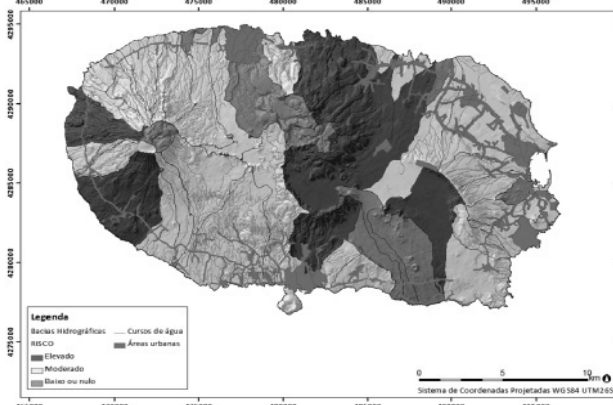 465000 470000 475000 480000 485000 490000 495000
4295000
4290000
4285000
4280000
4275000
Legenda
Bacias Hidrográficas
Cursos de água
RISCO
Áreas urbanas
Elevado
Moderado
Baixo ou nulo
0 5 10
km
Sistema de Coordenadas Projetadas WGS84 UTM26S